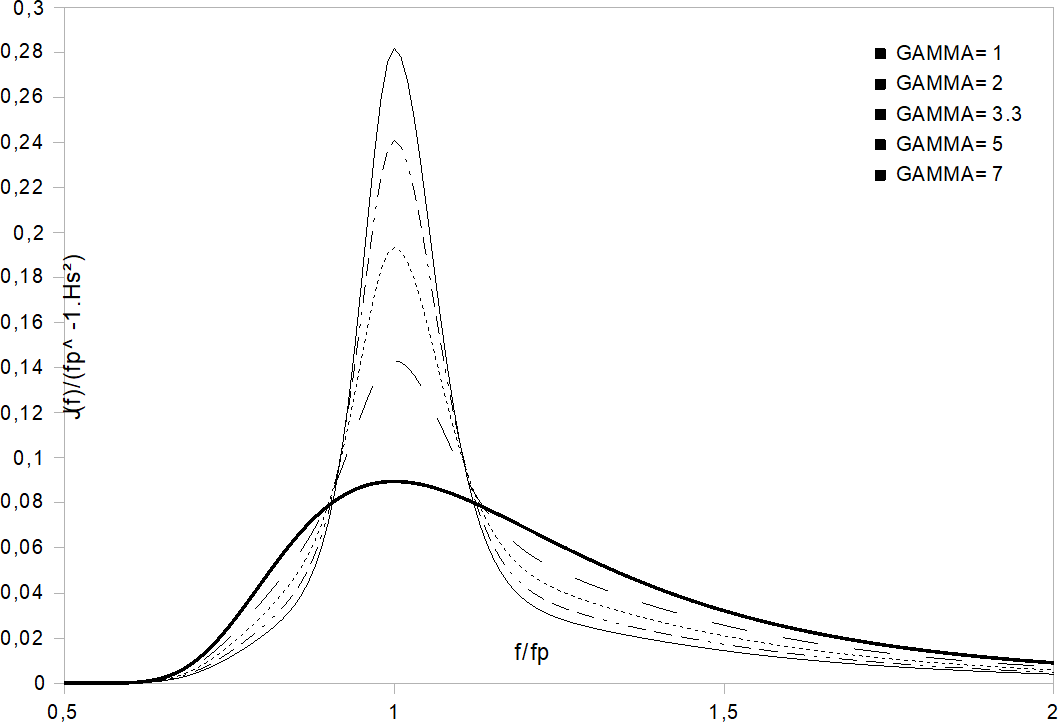 0,3
0,28
0,26
0,24
0,22
0,2
0,18
0,16
0,14
0,12
0,1
0,08
0,06
0,04
0,02
0
J(f)/(fp^ -1.Hs²)
GAMMA= 1
GAMMA= 2
GAMMA= 3.3
GAMMA= 5
GAMMA= 7
f/fp
0,5
1
1,5
2